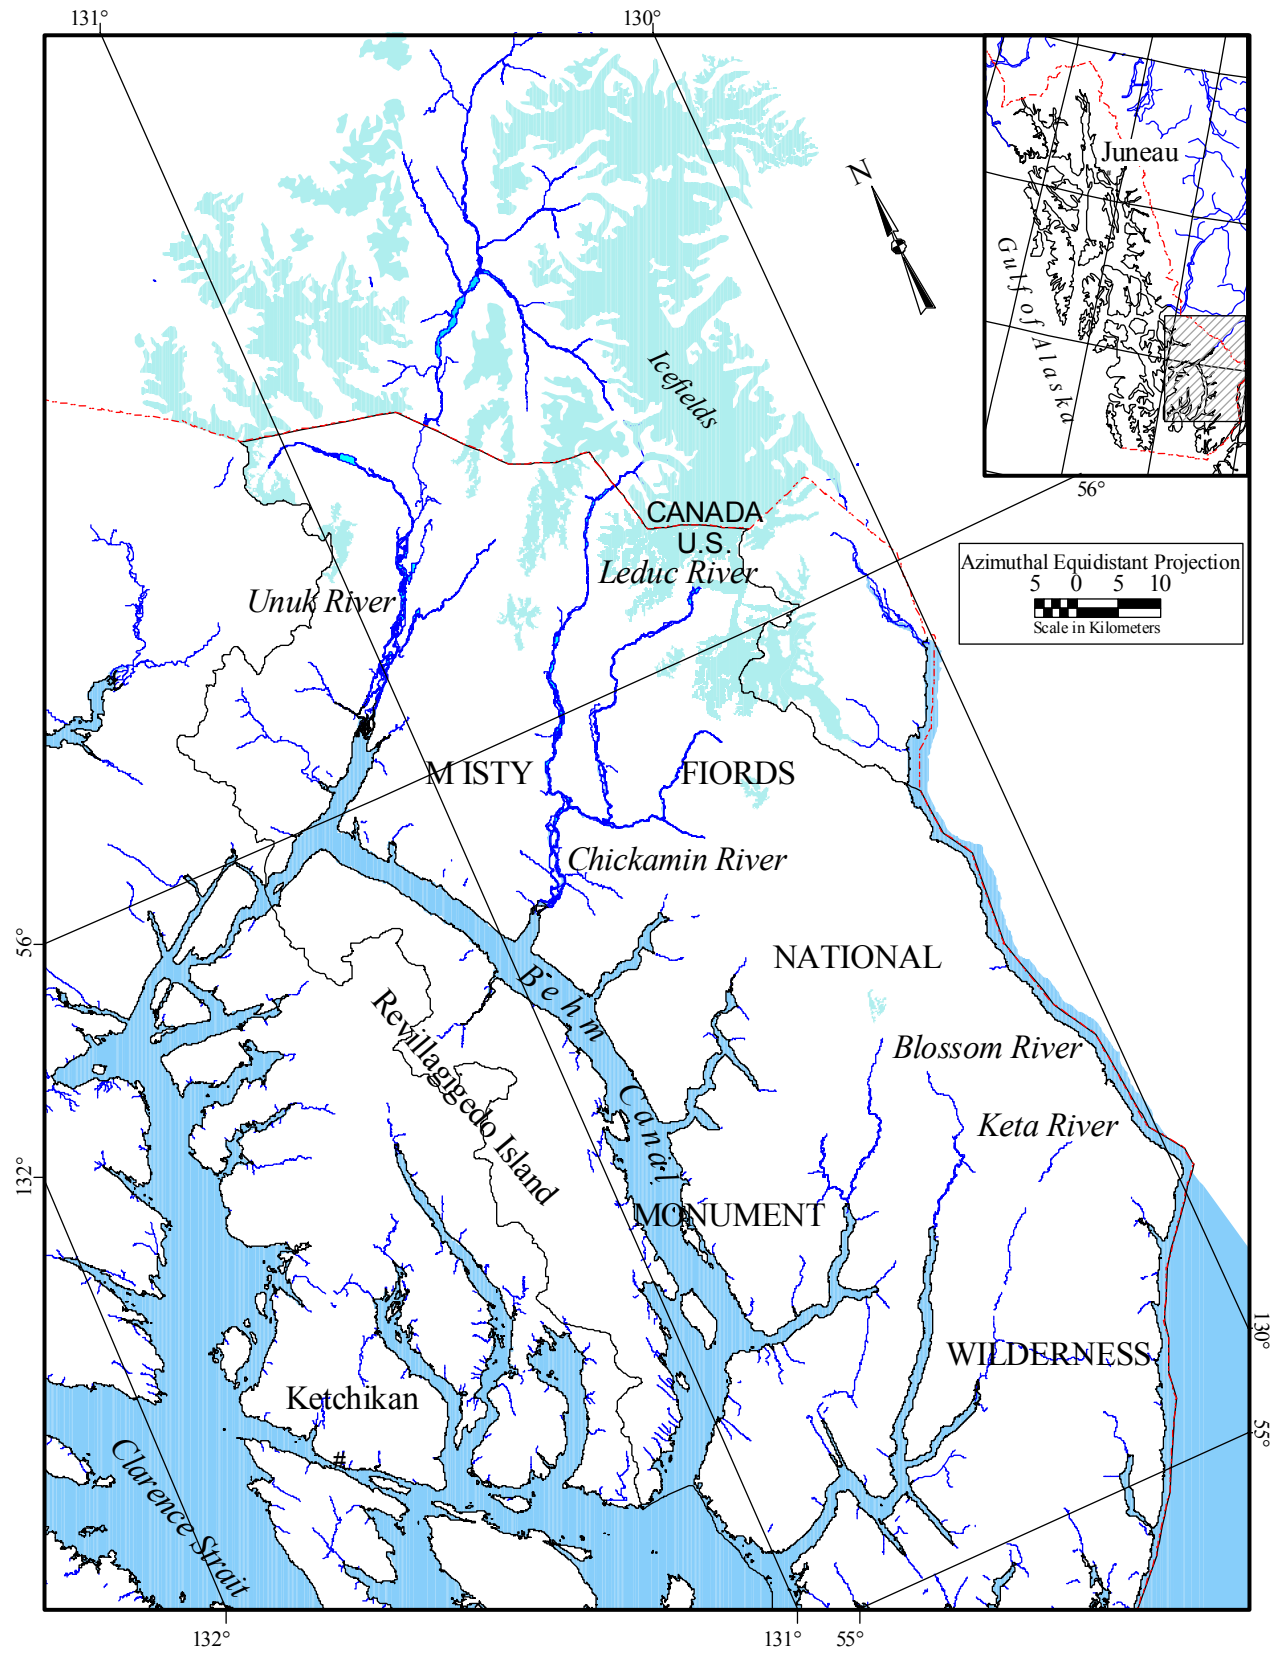 131°
130°
N
Juneau
Gulf of Alaska
56°
Icefields
CANADA
U.S.
Leduc River
Unuk River
Azimuthal Equidistant Projection
5 0 5 10
Scale in Kilometers
MISTY FIORDS
Chickamin River
56°
NATIONAL
Behm Canal
Revillagigedo Island
Blossom River
Keta River
132°
MONUMENT
130°
WILDERNESS
Ketchikan
#
55°
Clarence Strait
132°
131°
55°